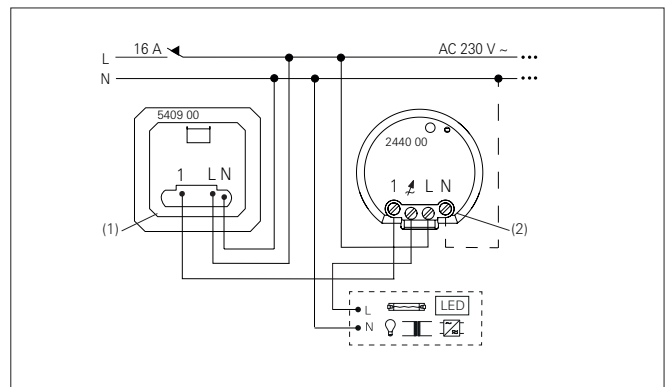 L 16 A AC 230 V ~ •••
N •••
5409 00
2440 00
1 L N
1 L N
(1)
(2)
L LED
N